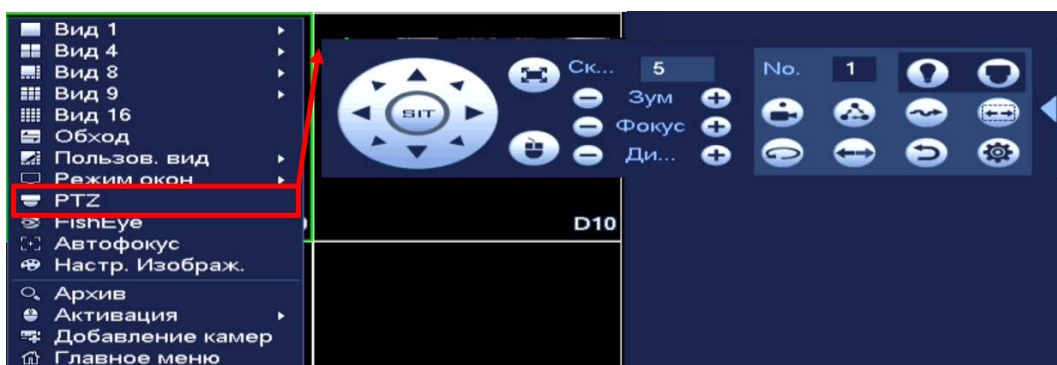 Вид 1
Вид 4
Вид 8
Вид 9
Вид 16
Обход
Пользов. вид
Режим окон
PTZ
FishEye
Автофокус
Настр. Изображ.
Архив
Активация
Добавление камер
Главное меню
SIT
Ск... 5
Зум
Фокус
Ди...
No. 1
D10